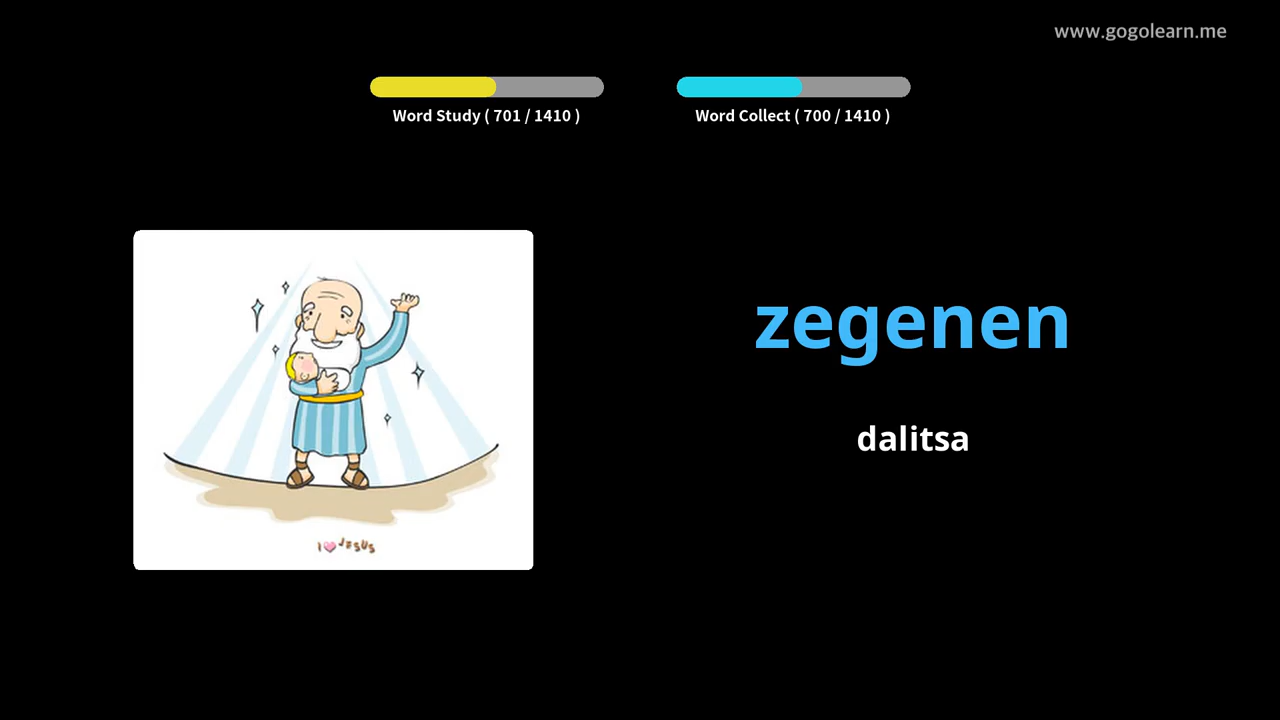 www.gogolearn.me
Word Study ( 701 / 1410 )
Word Collect ( 700 / 1410 )
zegenen
dalitsa
I JESUS